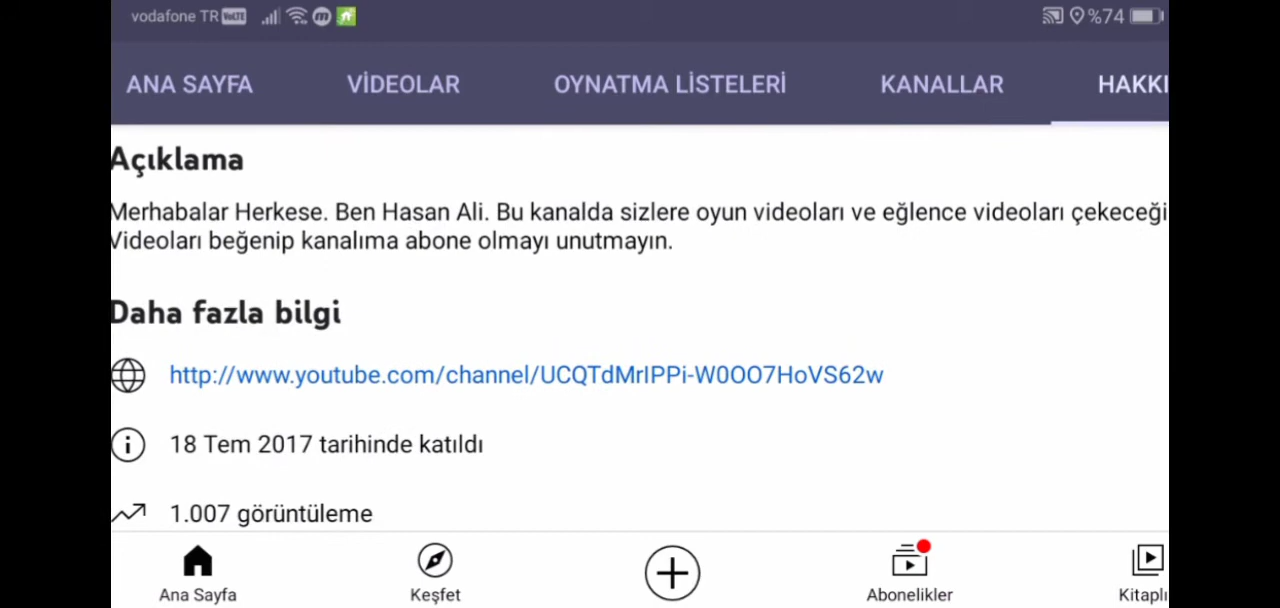 vodafone TR VoLTE %74
ANA SAYFA VİDEOLAR OYNATMA LİSTELERİ KANALLAR HAKKI
Açıklama
Merhabalar Herkese. Ben Hasan Ali. Bu kanalda sizlere oyun videoları ve eğlence videoları çekeceği
Videoları beğenip kanalıma abone olmayı unutmayın.
Daha fazla bilgi
http://www.youtube.com/channel/UCQTdMrIPPi-W0OO7HoVS62w
18 Tem 2017 tarihinde katıldı
1.007 görüntüleme
Ana Sayfa Keşfet Abonelikler Kitaplı